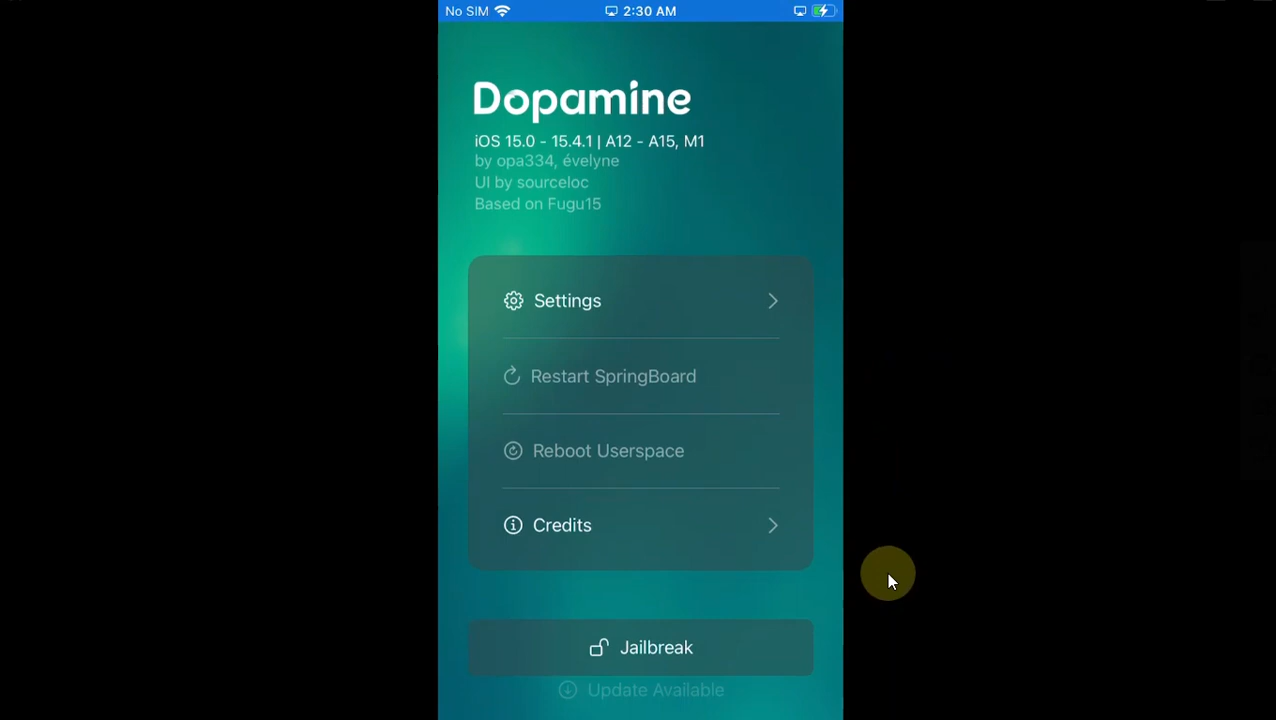 No SIM 2:30 AM
Dopamine
iOS 15.0 - 15.4.1 | A12 - A15, M1
by opa334, évelyne
UI by sourceloc
Based on Fugu15
Settings
Restart SpringBoard
Reboot Userspace
Credits
Jailbreak
Update Available